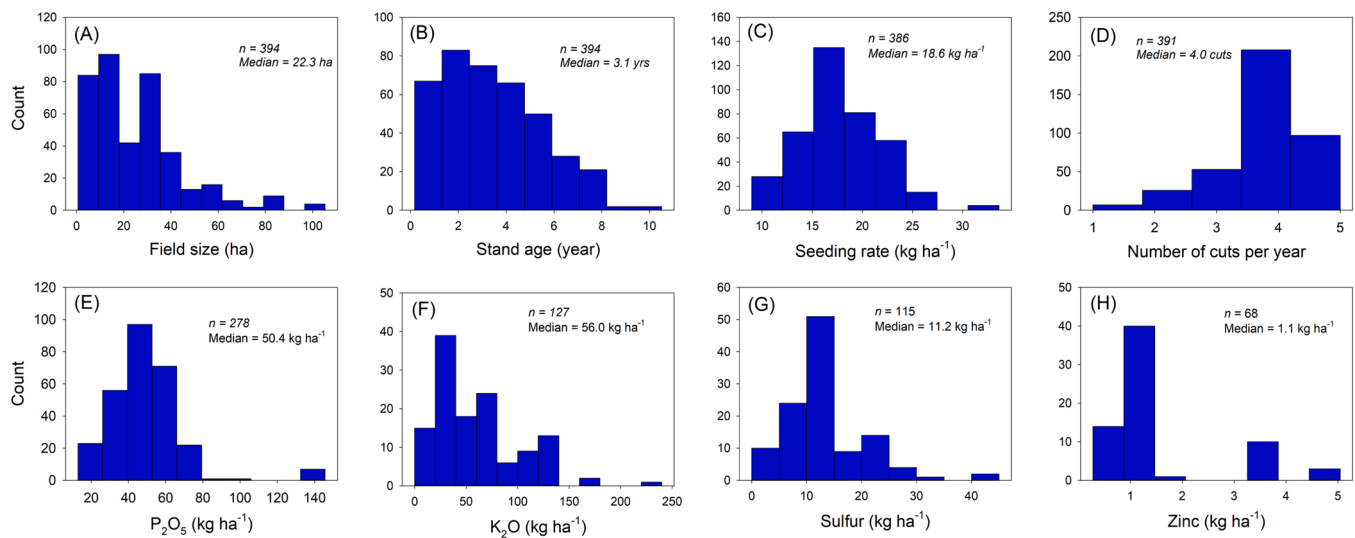 (A)
n = 394
Median = 22.3 ha
120
100
80
60
40
20
0
Count
0 20 40 60 80 100
Field size (ha)
(B)
n = 394
Median = 3.1 yrs
100
80
60
40
20
0
0 2 4 6 8 10
Stand age (year)
(C)
n = 386
Median = 18.6 kg ha⁻¹
160
140
120
100
80
60
40
20
0
10 15 20 25 30
Seeding rate (kg ha⁻¹)
(D)
n = 391
Median = 4.0 cuts
250
200
150
100
50
0
1 2 3 4 5
Number of cuts per year
(E)
n = 278
Median = 50.4 kg ha⁻¹
120
100
80
60
40
20
0
Count
20 40 60 80 100 120 140
P₂O₅ (kg ha⁻¹)
(F)
n = 127
Median = 56.0 kg ha⁻¹
50
40
30
20
10
0
0 50 100 150 200 250
K₂O (kg ha⁻¹)
(G)
n = 115
Median = 11.2 kg ha⁻¹
60
50
40
30
20
10
0
0 10 20 30 40
Sulfur (kg ha⁻¹)
(H)
n = 68
Median = 1.1 kg ha⁻¹
50
40
30
20
10
0
1 2 3 4 5
Zinc (kg ha⁻¹)